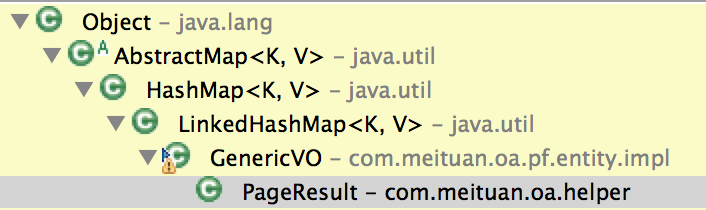 Object – java.lang
AbstractMap<K, V> – java.util
HashMap<K, V> – java.util
LinkedHashMap<K, V> – java.util
GenericVO – com.meituan.oa.pf.entity.impl
PageResult – com.meituan.oa.helper